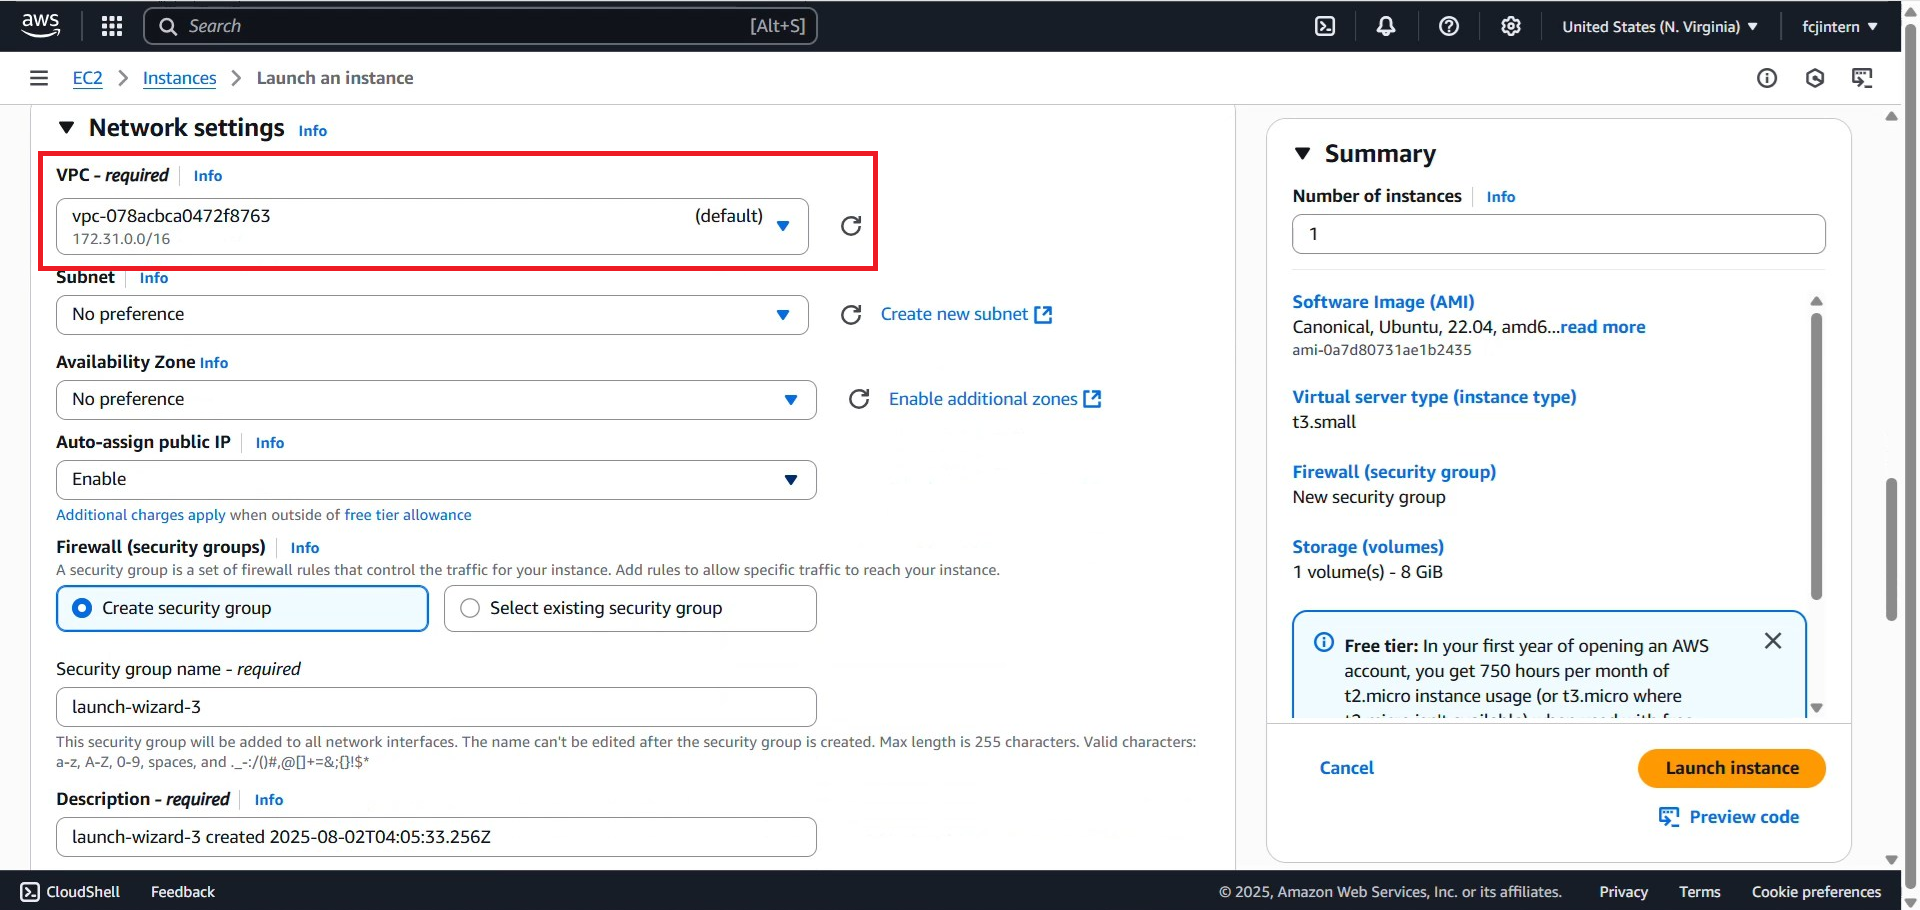 aws
Search
[Alt+S]
United States (N. Virginia)
fcjintern
EC2
Instances
Launch an instance
Network settings Info
VPC - required Info
vpc-078acbca0472f8763 (default)
172.31.0.0/16
Subnet Info
No preference
Create new subnet
Availability Zone Info
No preference
Enable additional zones
Auto-assign public IP Info
Enable
Additional charges apply when outside of free tier allowance
Firewall (security groups) Info
A security group is a set of firewall rules that control the traffic for your instance. Add rules to allow specific traffic to reach your instance.
Create security group
Select existing security group
Security group name - required
launch-wizard-3
This security group will be added to all network interfaces. The name can't be edited after the security group is created. Max length is 255 characters. Valid characters:
a-z, A-Z, 0-9, spaces, and ._-:/()#,@[]+=&;{}!$*
Description - required Info
launch-wizard-3 created 2025-08-02T04:05:33.256Z
Summary
Number of instances Info
1
Software Image (AMI)
Canonical, Ubuntu, 22.04, amd6...read more
ami-0a7d80731ae1b2435
Virtual server type (instance type)
t3.small
Firewall (security group)
New security group
Storage (volumes)
1 volume(s) - 8 GiB
Free tier: In your first year of opening an AWS
account, you get 750 hours per month of
t2.micro instance usage (or t3.micro where
Cancel
Launch instance
Preview code
CloudShell
Feedback
© 2025, Amazon Web Services, Inc. or its affiliates.
Privacy
Terms
Cookie preferences